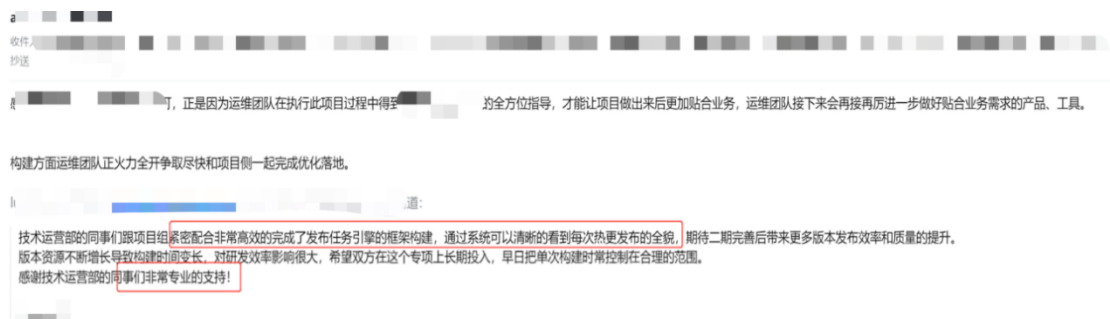 a
收件人
抄送
感 可，正是因为运维团队在执行此项目过程中得到 的全方位指导，才能让项目做出来后更加贴合业务，运维团队接下来会再接再厉进一步做好贴合业务需求的产品、工具。
构建方面运维团队正火力全开争取尽快和项目侧一起完成优化落地。
道：
技术运营部的同事们跟项目组紧密配合非常高效的完成了发布任务引擎的框架构建，通过系统可以清晰的看到每次热更发布的全貌，期待二期完善后带来更多版本发布效率和质量的提升。
版本资源不断增长导致构建时间变长，对研发效率影响很大，希望双方在这个专项上长期投入，早日把单次构建时常控制在合理的范围。
感谢技术运营部的同事们非常专业的支持！